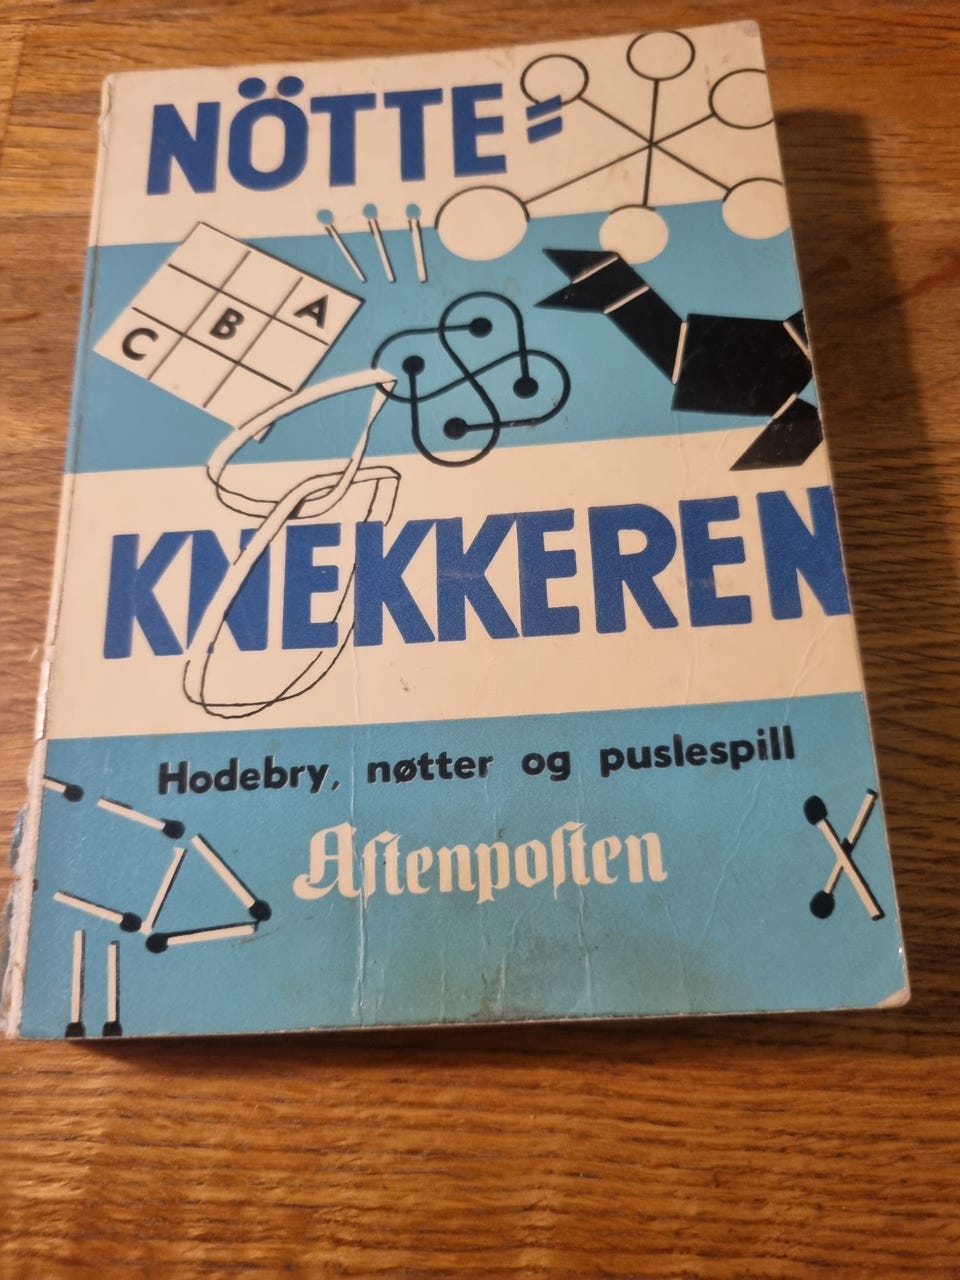 NÖTTE=
A
B
C
KNEKKEREN
Hodebry, nøtter og puslespill
Aftenposten